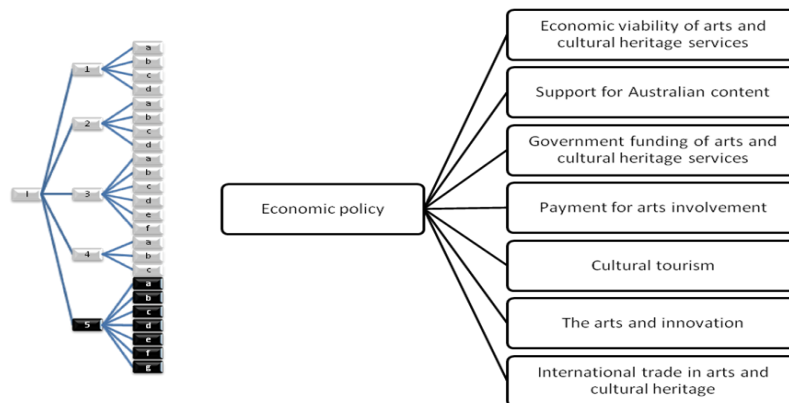 I
1
a
b
c
d
2
a
b
c
d
3
a
b
c
d
e
f
4
a
b
c
5
a
b
c
d
e
f
g
Economic policy
Economic viability of arts and
cultural heritage services
Support for Australian content
Government funding of arts and
cultural heritage services
Payment for arts involvement
Cultural tourism
The arts and innovation
International trade in arts and
cultural heritage